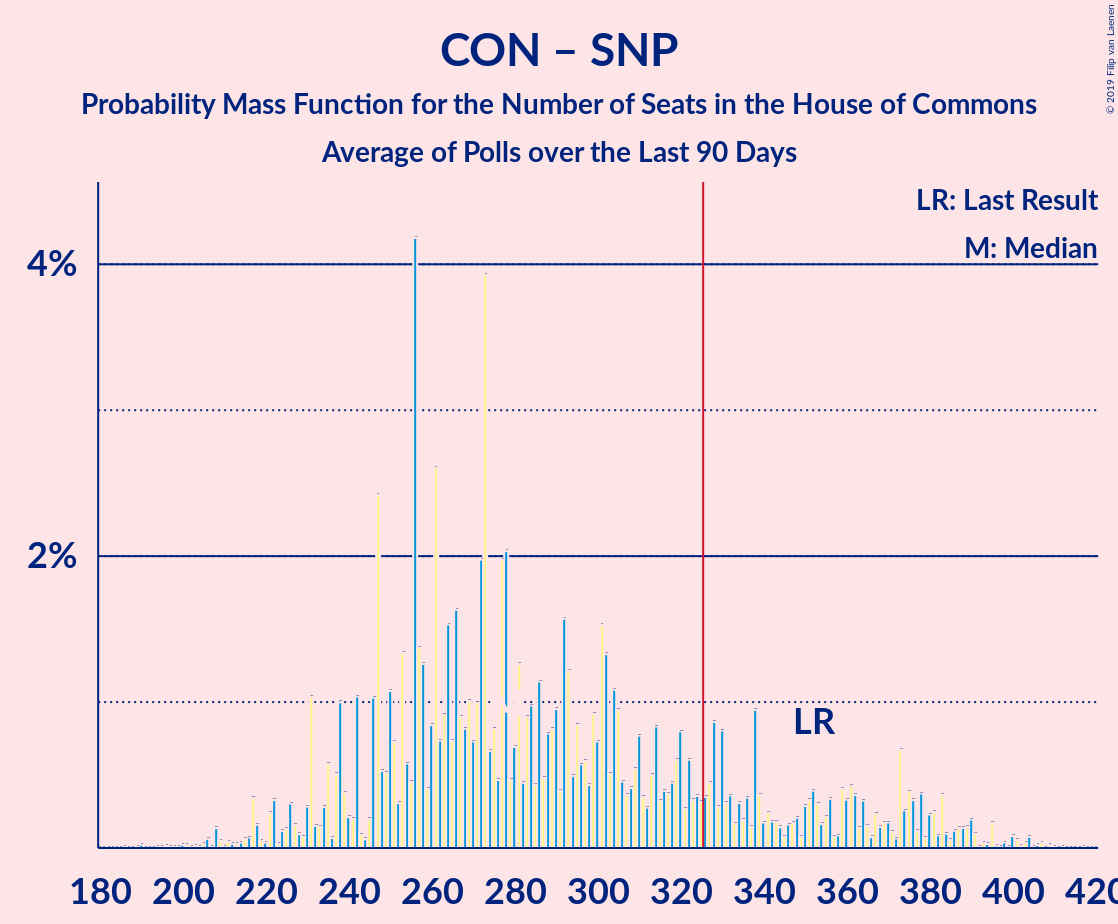 CON – SNP
Probability Mass Function for the Number of Seats in the House of Commons
Average of Polls over the Last 90 Days
© 2019 Filip van Laenen
LR: Last Result
M: Median
4%
2%
LR
180 200 220 240 260 280 300 320 340 360 380 400 420